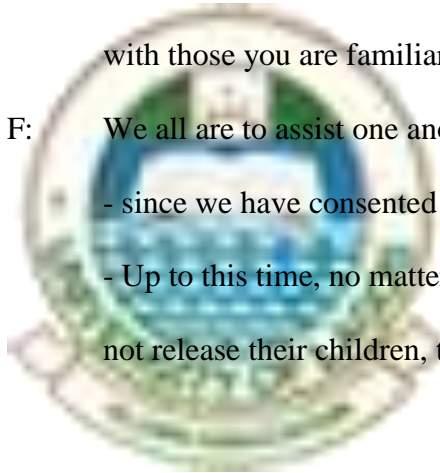 with those you are familiar
F: We all are to assist one ano
- since we have consented
- Up to this time, no matte
not release their children, t